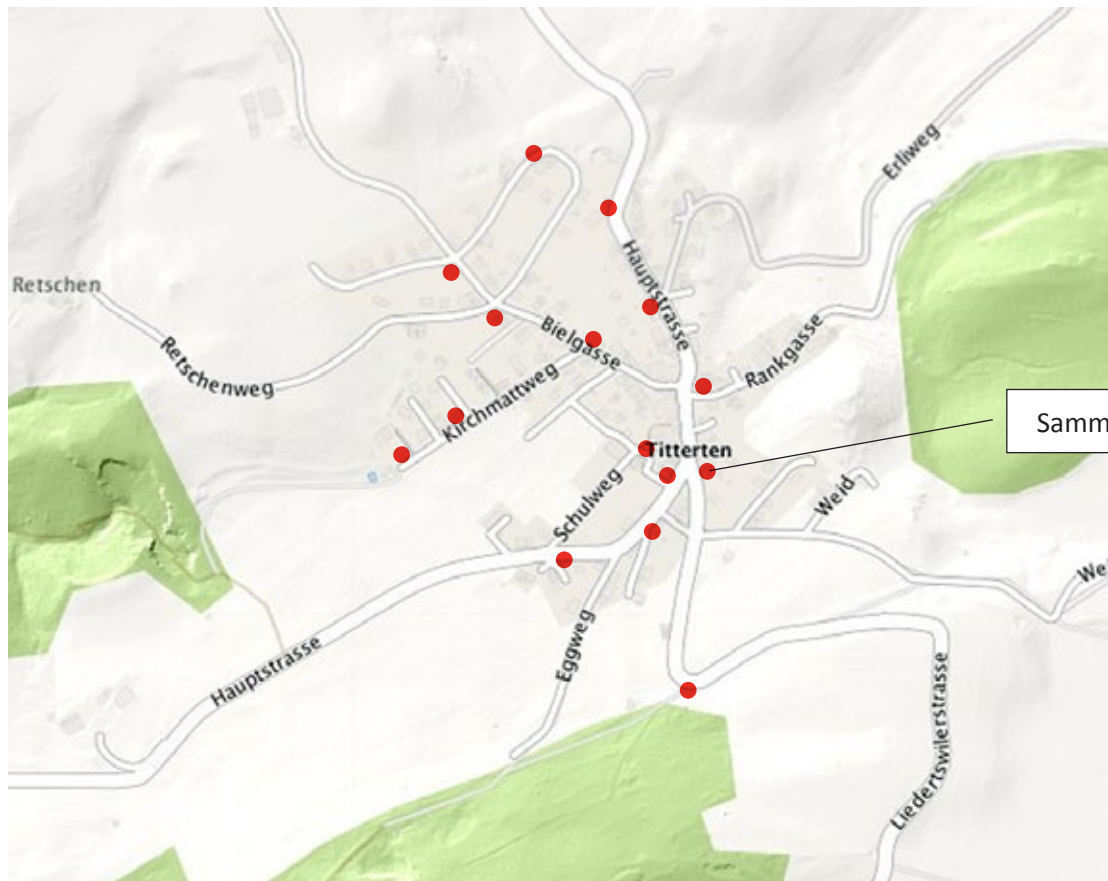 Erliweg
Retschen
Hauptstrasse
Bielgasse
Retschenweg
Rankgasse
Kirchmattweg
Samm
Titterten
Schulweg
Weid
We
Hauptstrasse
Eggweg
Liedertswilerstrasse